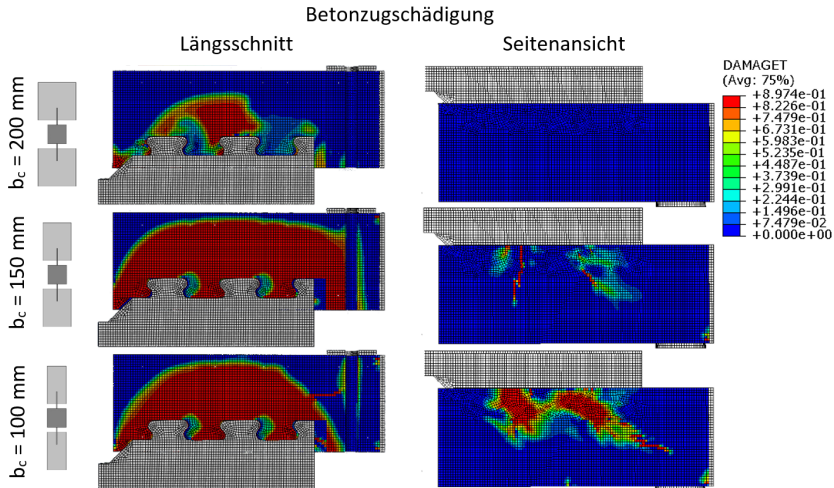 Betonzugschädigung
Längsschnitt
Seitenansicht
DAMAGET
(Avg: 75%)
+8.974e-01
+8.226e-01
+7.479e-01
+6.731e-01
+5.983e-01
+5.235e-01
+4.487e-01
+3.739e-01
+2.991e-01
+2.244e-01
+1.496e-01
+7.479e-02
+0.000e+00
b_c = 200 mm
b_c = 150 mm
b_c = 100 mm